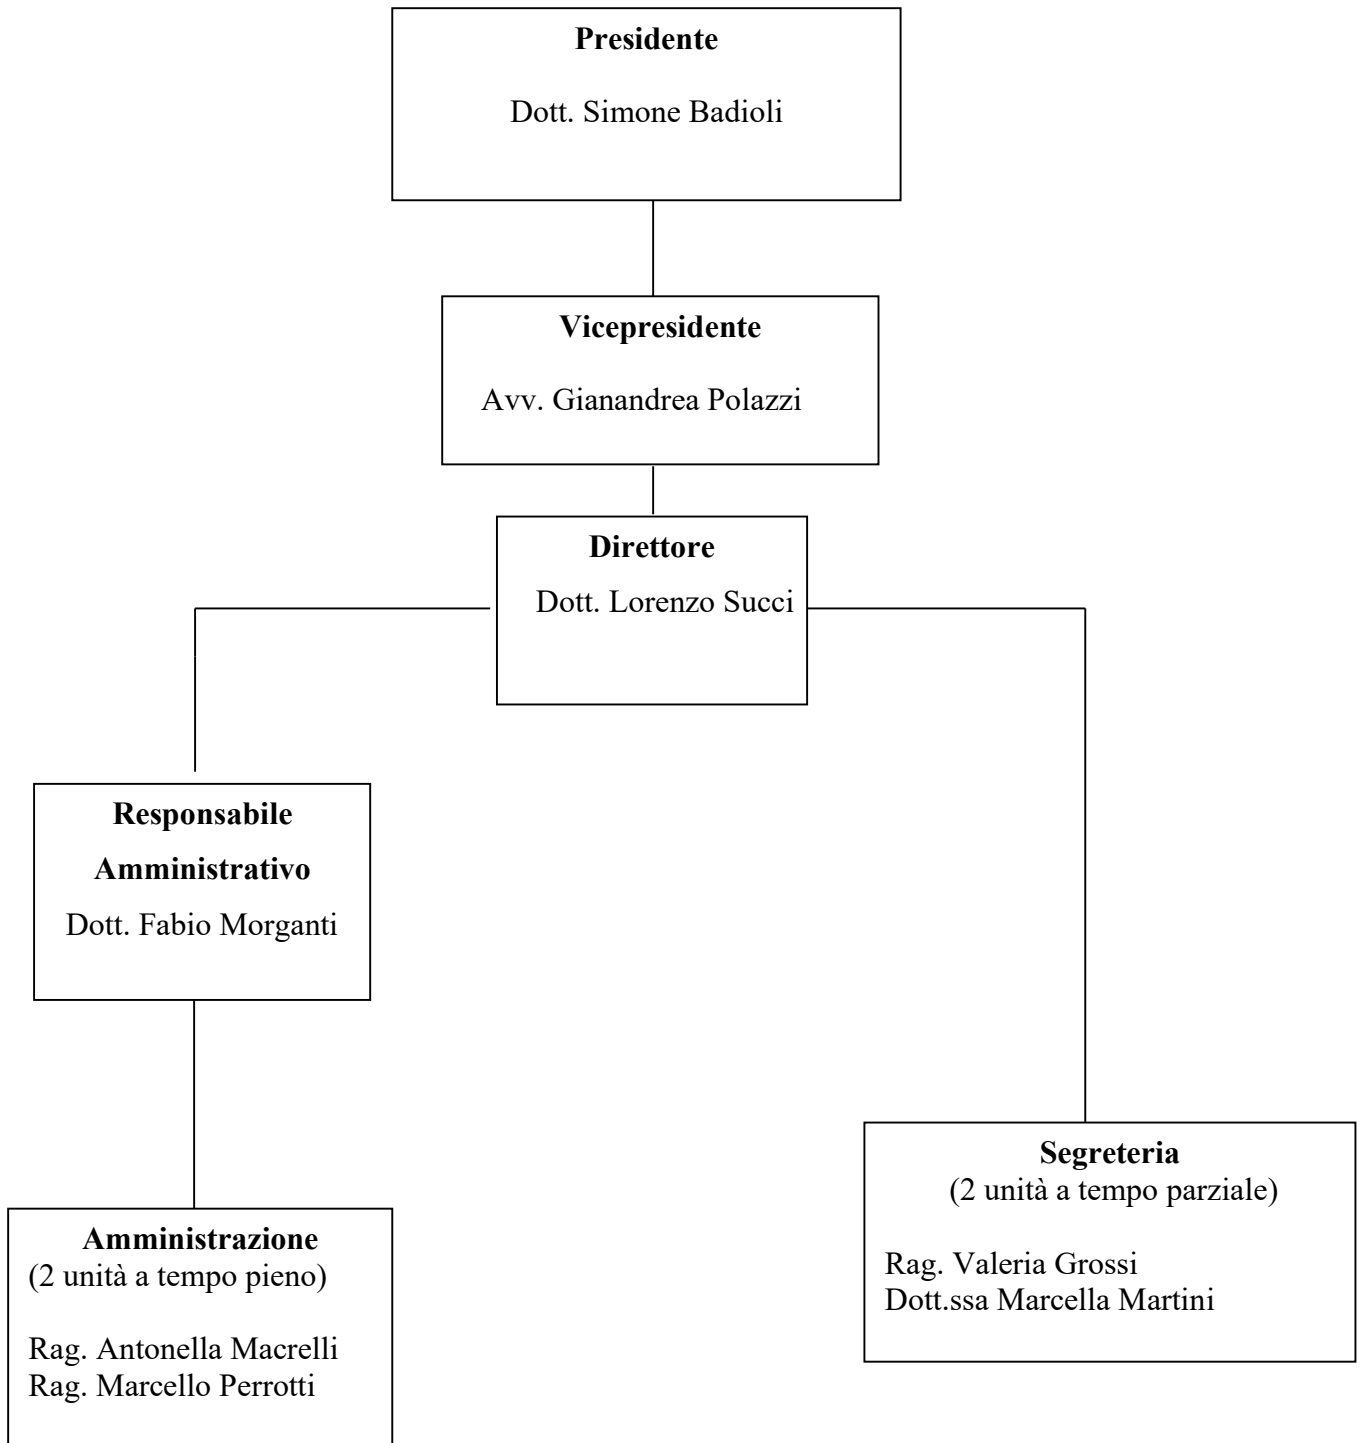 Presidente
Dott. Simone Badioli
Vicepresidente
Avv. Gianandrea Polazzi
Direttore
Dott. Lorenzo Succi
Responsabile
Amministrativo
Dott. Fabio Morganti
Segreteria
(2 unità a tempo parziale)
Rag. Valeria Grossi
Dott.ssa Marcella Martini
Amministrazione
(2 unità a tempo pieno)
Rag. Antonella Macrelli
Rag. Marcello Perrotti